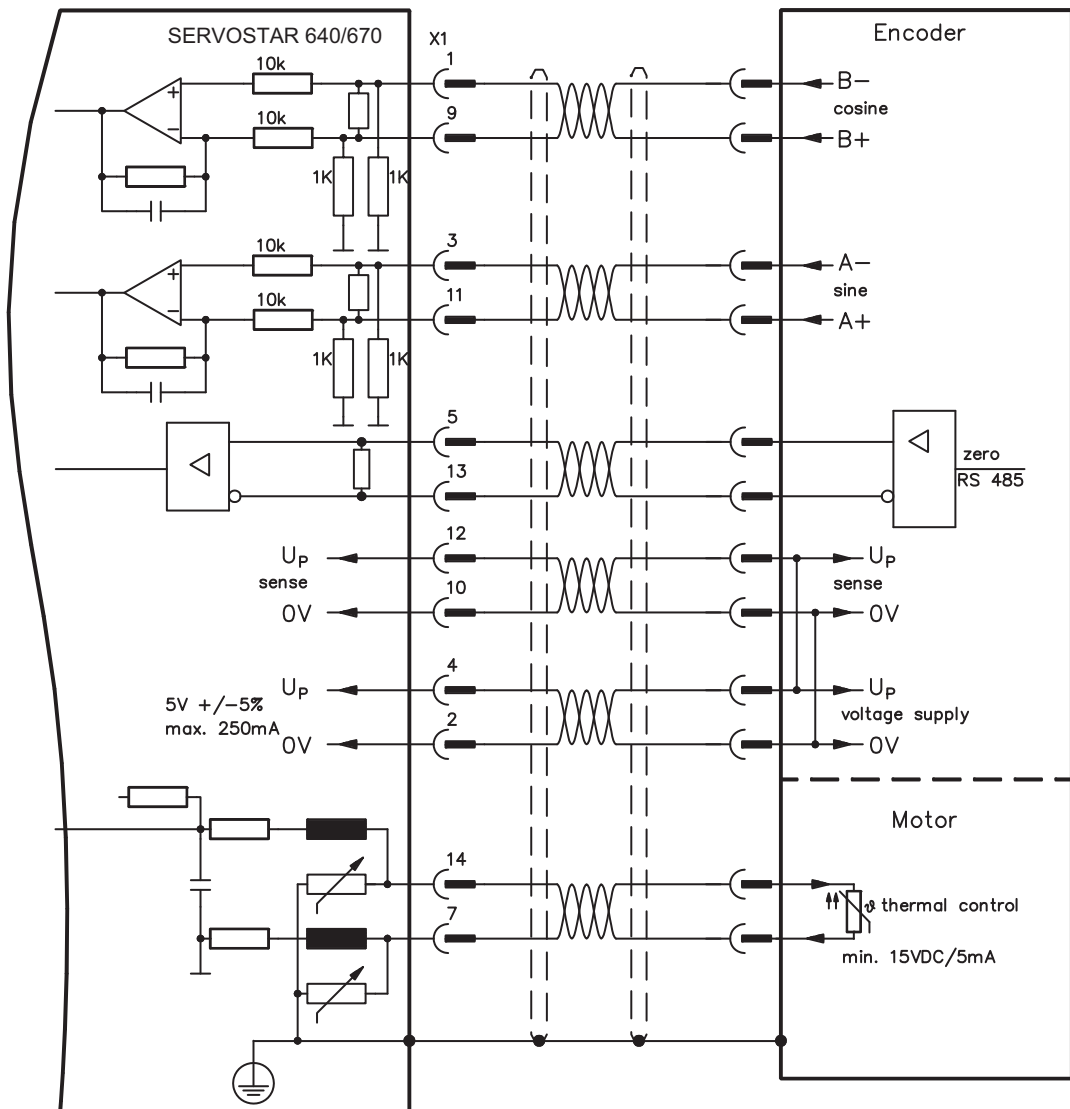 SERVOSTAR 640/670
X1
Encoder
1
10k
+
B-
cosine
9
-
10k
B+
1K
1K
3
10k
+
A-
sine
11
-
10k
A+
1K
1K
5
zero
RS 485
13
12
UP
UP
sense
sense
10
0V
0V
4
UP
UP
5V +/-5%
max. 250mA
voltage supply
2
0V
0V
Motor
14
ϑ thermal control
7
min. 15VDC/5mA